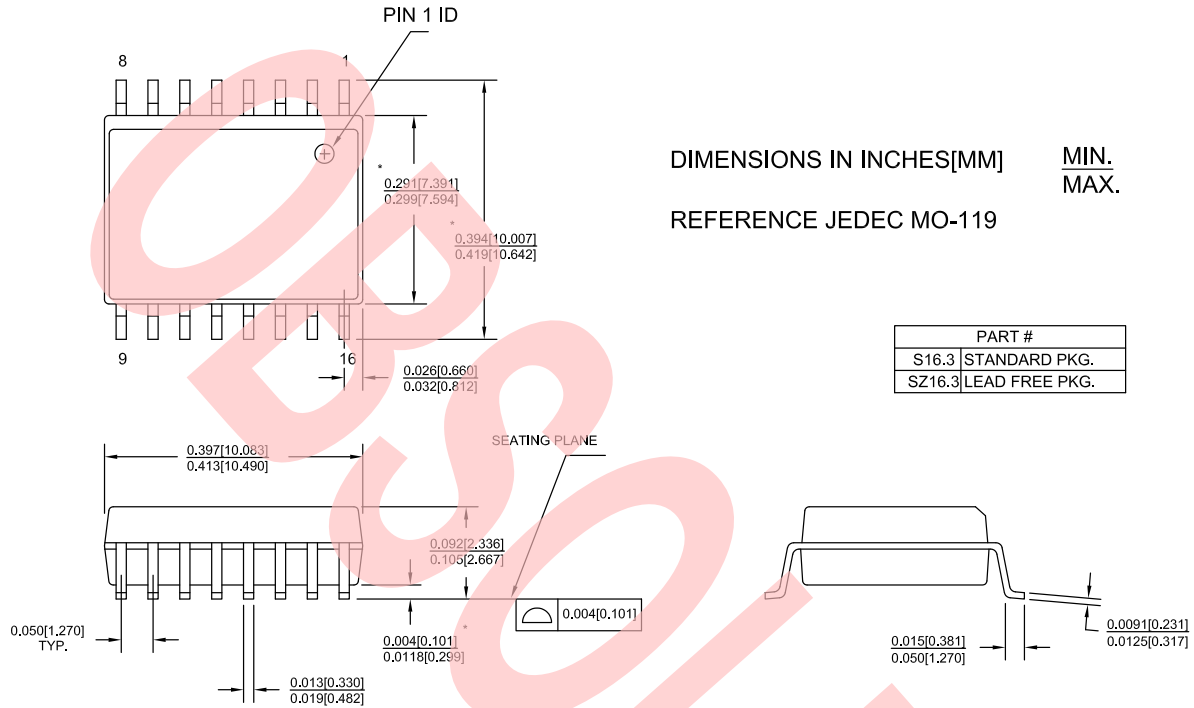 PIN 1 ID
8
1
DIMENSIONS IN INCHES[MM]
MIN.
MAX.
REFERENCE JEDEC MO-119
*
0.291[7.391]
0.299[7.594]
*
0.394[10.007]
0.419[10.642]
9
16
0.026[0.660]
0.032[0.812]
PART #
S16.3 STANDARD PKG.
SZ16.3 LEAD FREE PKG.
SEATING PLANE
0.397[10.083]
0.413[10.490]
0.092[2.336]
0.105[2.667]
0.004[0.101]
0.050[1.270]
TYP.
*
0.004[0.101]
0.0118[0.299]
0.015[0.381]
0.050[1.270]
0.0091[0.231]
0.0125[0.317]
0.013[0.330]
0.019[0.482]
OBSOL